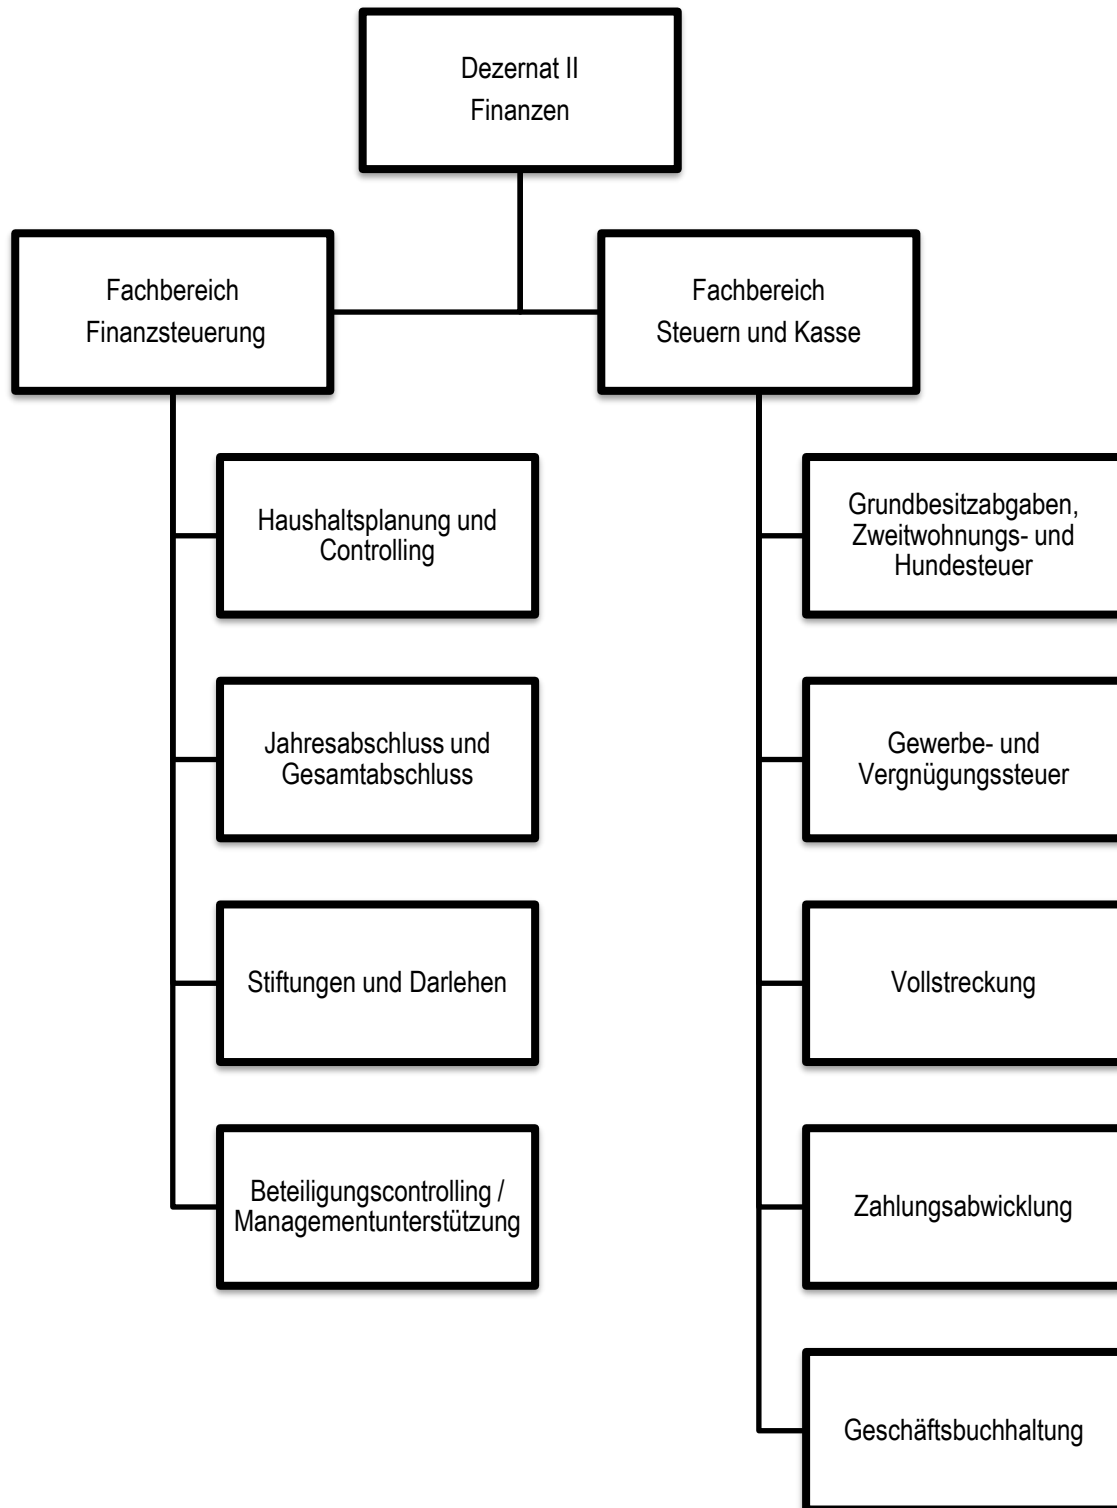 Dezernat II
Finanzen
Fachbereich
Finanzsteuerung
Fachbereich
Steuern und Kasse
Haushaltsplanung und
Controlling
Jahresabschluss und
Gesamtabschluss
Stiftungen und Darlehen
Beteiligungscontrolling /
Managementunterstützung
Grundbesitzabgaben,
Zweitwohnungs- und
Hundesteuer
Gewerbe- und
Vergnügungssteuer
Vollstreckung
Zahlungsabwicklung
Geschäftsbuchhaltung